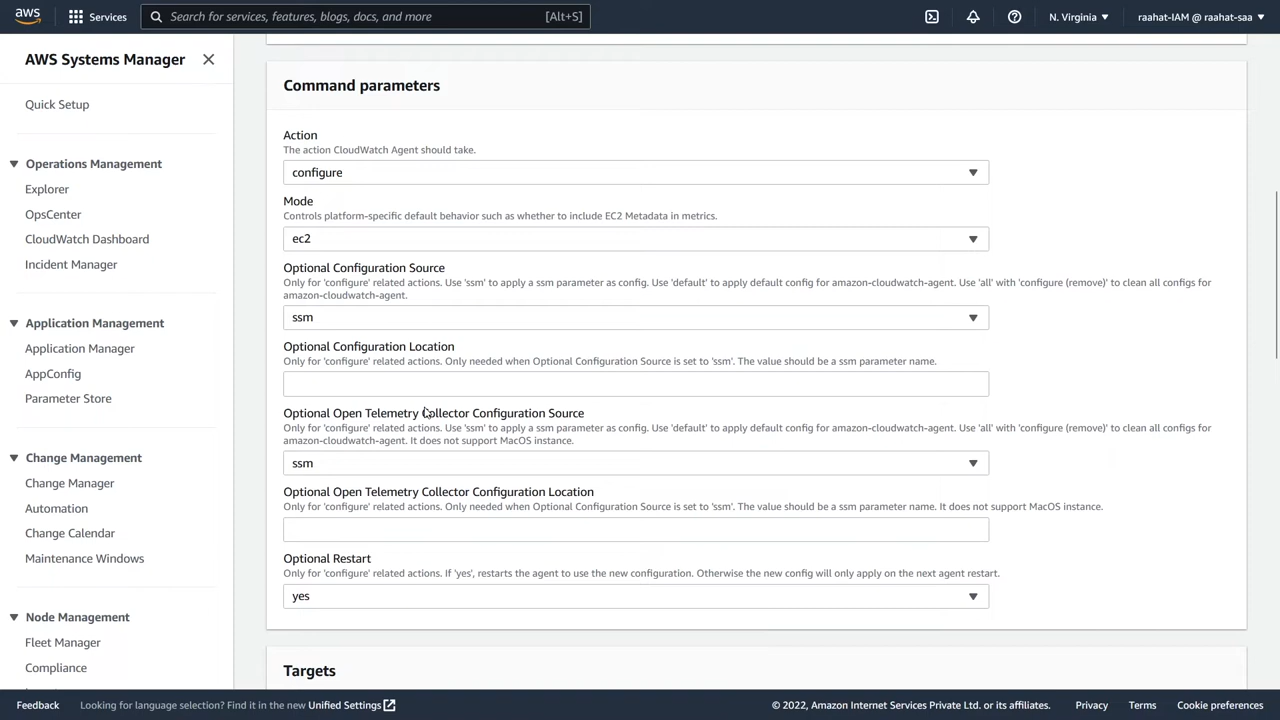 aws
Services
Search for services, features, blogs, docs, and more
[Alt+S]
N. Virginia
raahat-IAM @ raahat-saa
AWS Systems Manager
Quick Setup
Operations Management
Explorer
OpsCenter
CloudWatch Dashboard
Incident Manager
Application Management
Application Manager
AppConfig
Parameter Store
Change Management
Change Manager
Automation
Change Calendar
Maintenance Windows
Node Management
Fleet Manager
Compliance
Command parameters
Action
The action CloudWatch Agent should take.
configure
Mode
Controls platform-specific default behavior such as whether to include EC2 Metadata in metrics.
ec2
Optional Configuration Source
Only for 'configure' related actions. Use 'ssm' to apply a ssm parameter as config. Use 'default' to apply default config for amazon-cloudwatch-agent. Use 'all' with 'configure (remove)' to clean all configs for
amazon-cloudwatch-agent.
ssm
Optional Configuration Location
Only for 'configure' related actions. Only needed when Optional Configuration Source is set to 'ssm'. The value should be a ssm parameter name.
Optional Open Telemetry Collector Configuration Source
Only for 'configure' related actions. Use 'ssm' to apply a ssm parameter as config. Use 'default' to apply default config for amazon-cloudwatch-agent. Use 'all' with 'configure (remove)' to clean all configs for
amazon-cloudwatch-agent. It does not support MacOS instance.
ssm
Optional Open Telemetry Collector Configuration Location
Only for 'configure' related actions. Only needed when Optional Configuration Source is set to 'ssm'. The value should be a ssm parameter name. It does not support MacOS instance.
Optional Restart
Only for 'configure' related actions. If 'yes', restarts the agent to use the new configuration. Otherwise the new config will only apply on the next agent restart.
yes
Targets
Feedback
Looking for language selection? Find it in the new Unified Settings
© 2022, Amazon Internet Services Private Ltd. or its affiliates.
Privacy
Terms
Cookie preferences